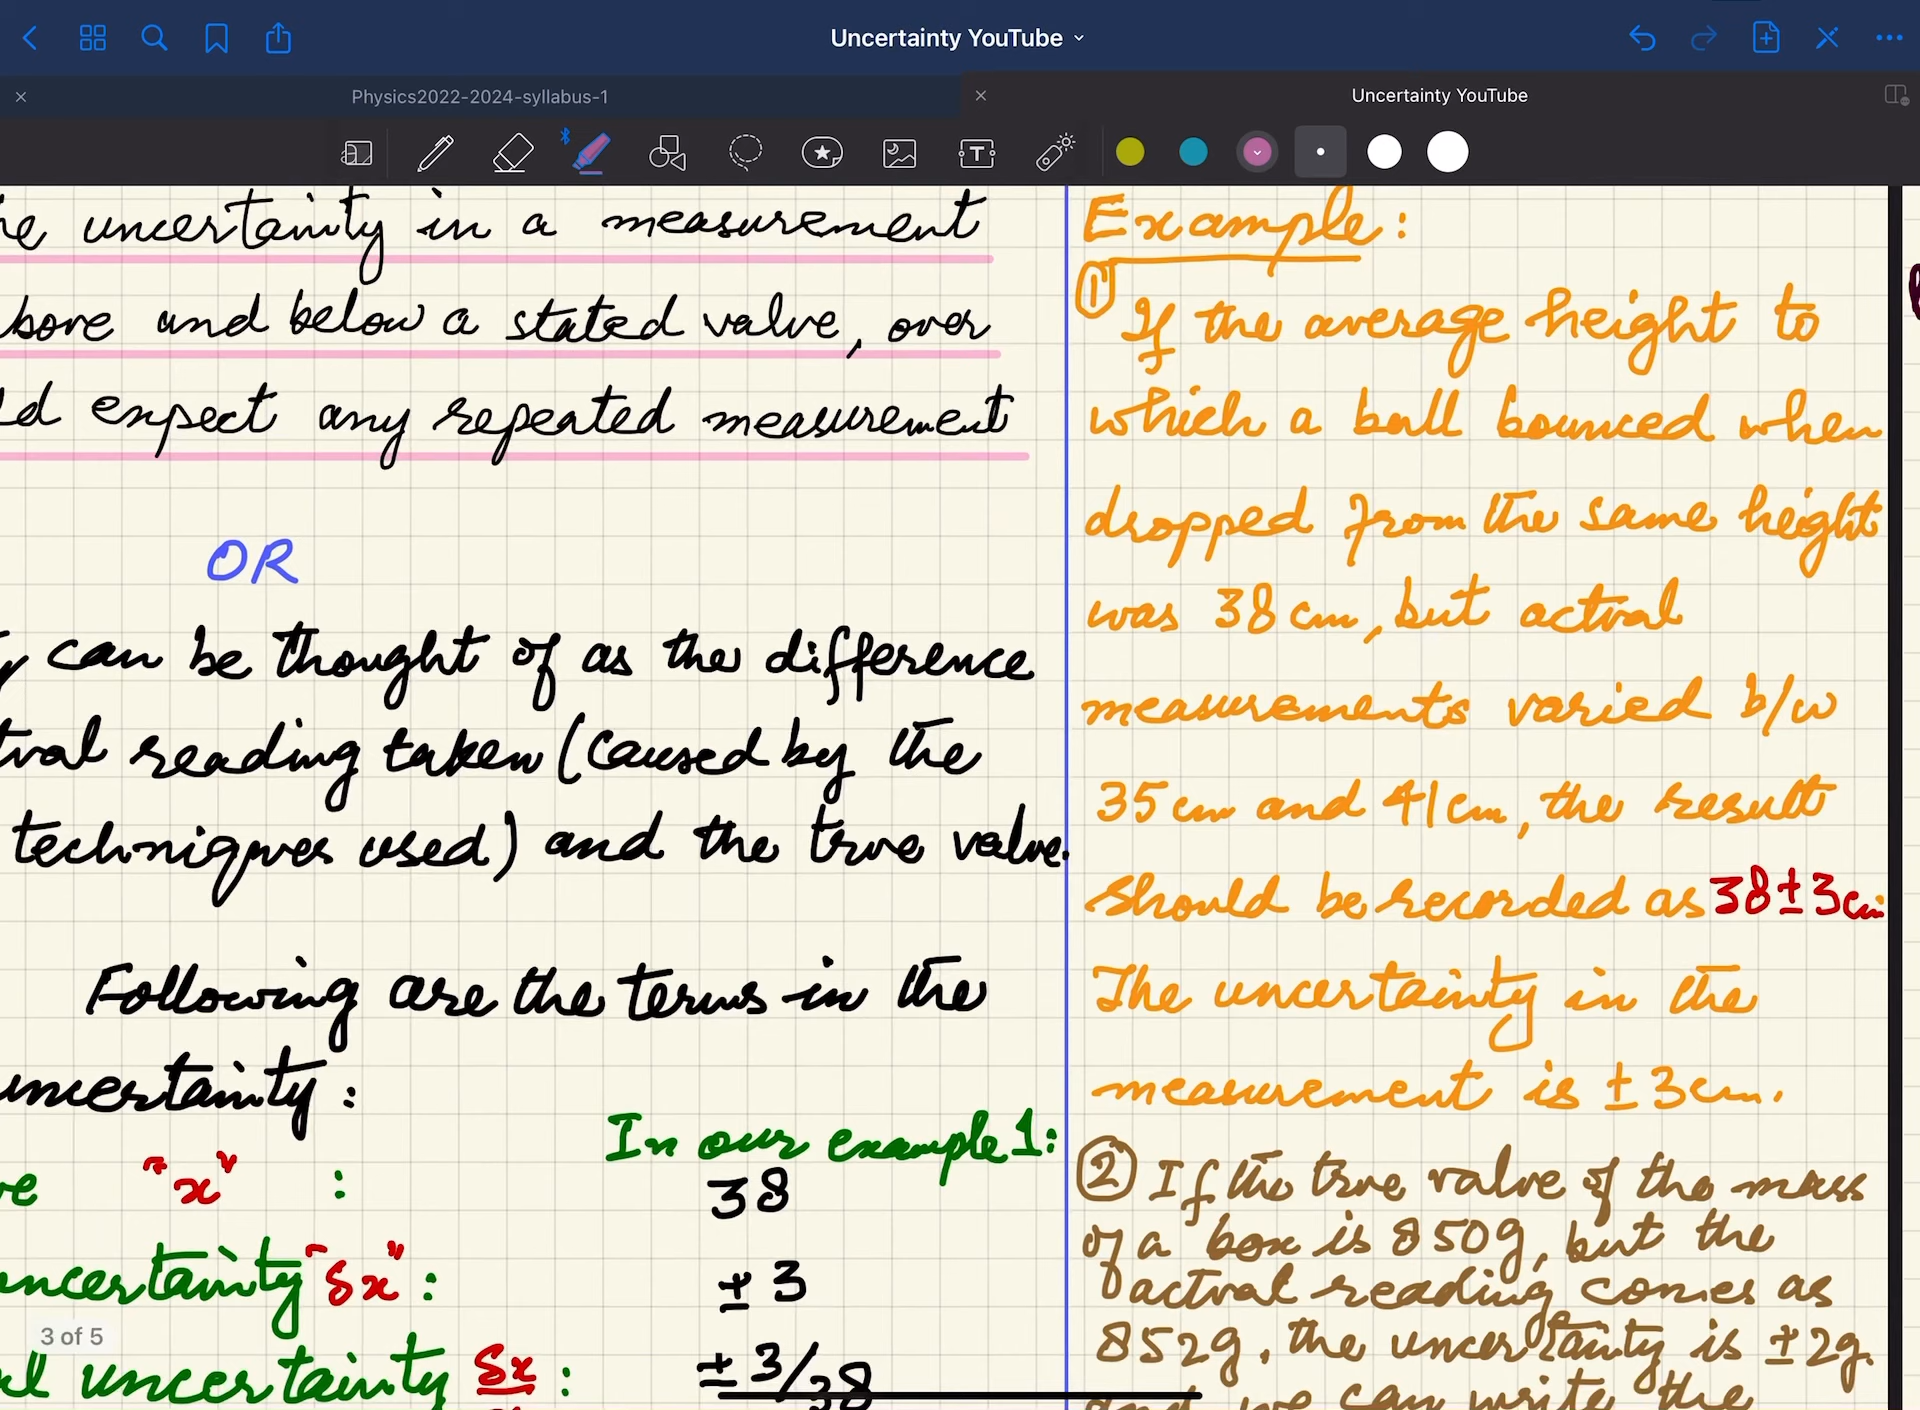 Uncertainty YouTube
Physics2022-2024-syllabus-1
Uncertainty YouTube
uncertainty in a measurement
and below a stated value, over
expect any repeated measurement
OR
can be thought of as the difference
reading taken (caused by the
techniques used) and the true value.
Following are the terms in the
uncertainty:
In our example 1:
"x" : 38
uncertainty "δx" : ± 3
uncertainty δx : ± 3/38
3 of 5
Example:
① If the average height to
which a ball bounced when
dropped from the same height
was 38 cm, but actual
measurements varied b/w
35 cm and 41 cm, the result
should be recorded as 38 ± 3 cm.
The uncertainty in the
measurement is ± 3 cm.
② If the true value of the mass
of a box is 850g, but the
actual reading comes as
852g, the uncertainty is ± 2g.
and we can write the